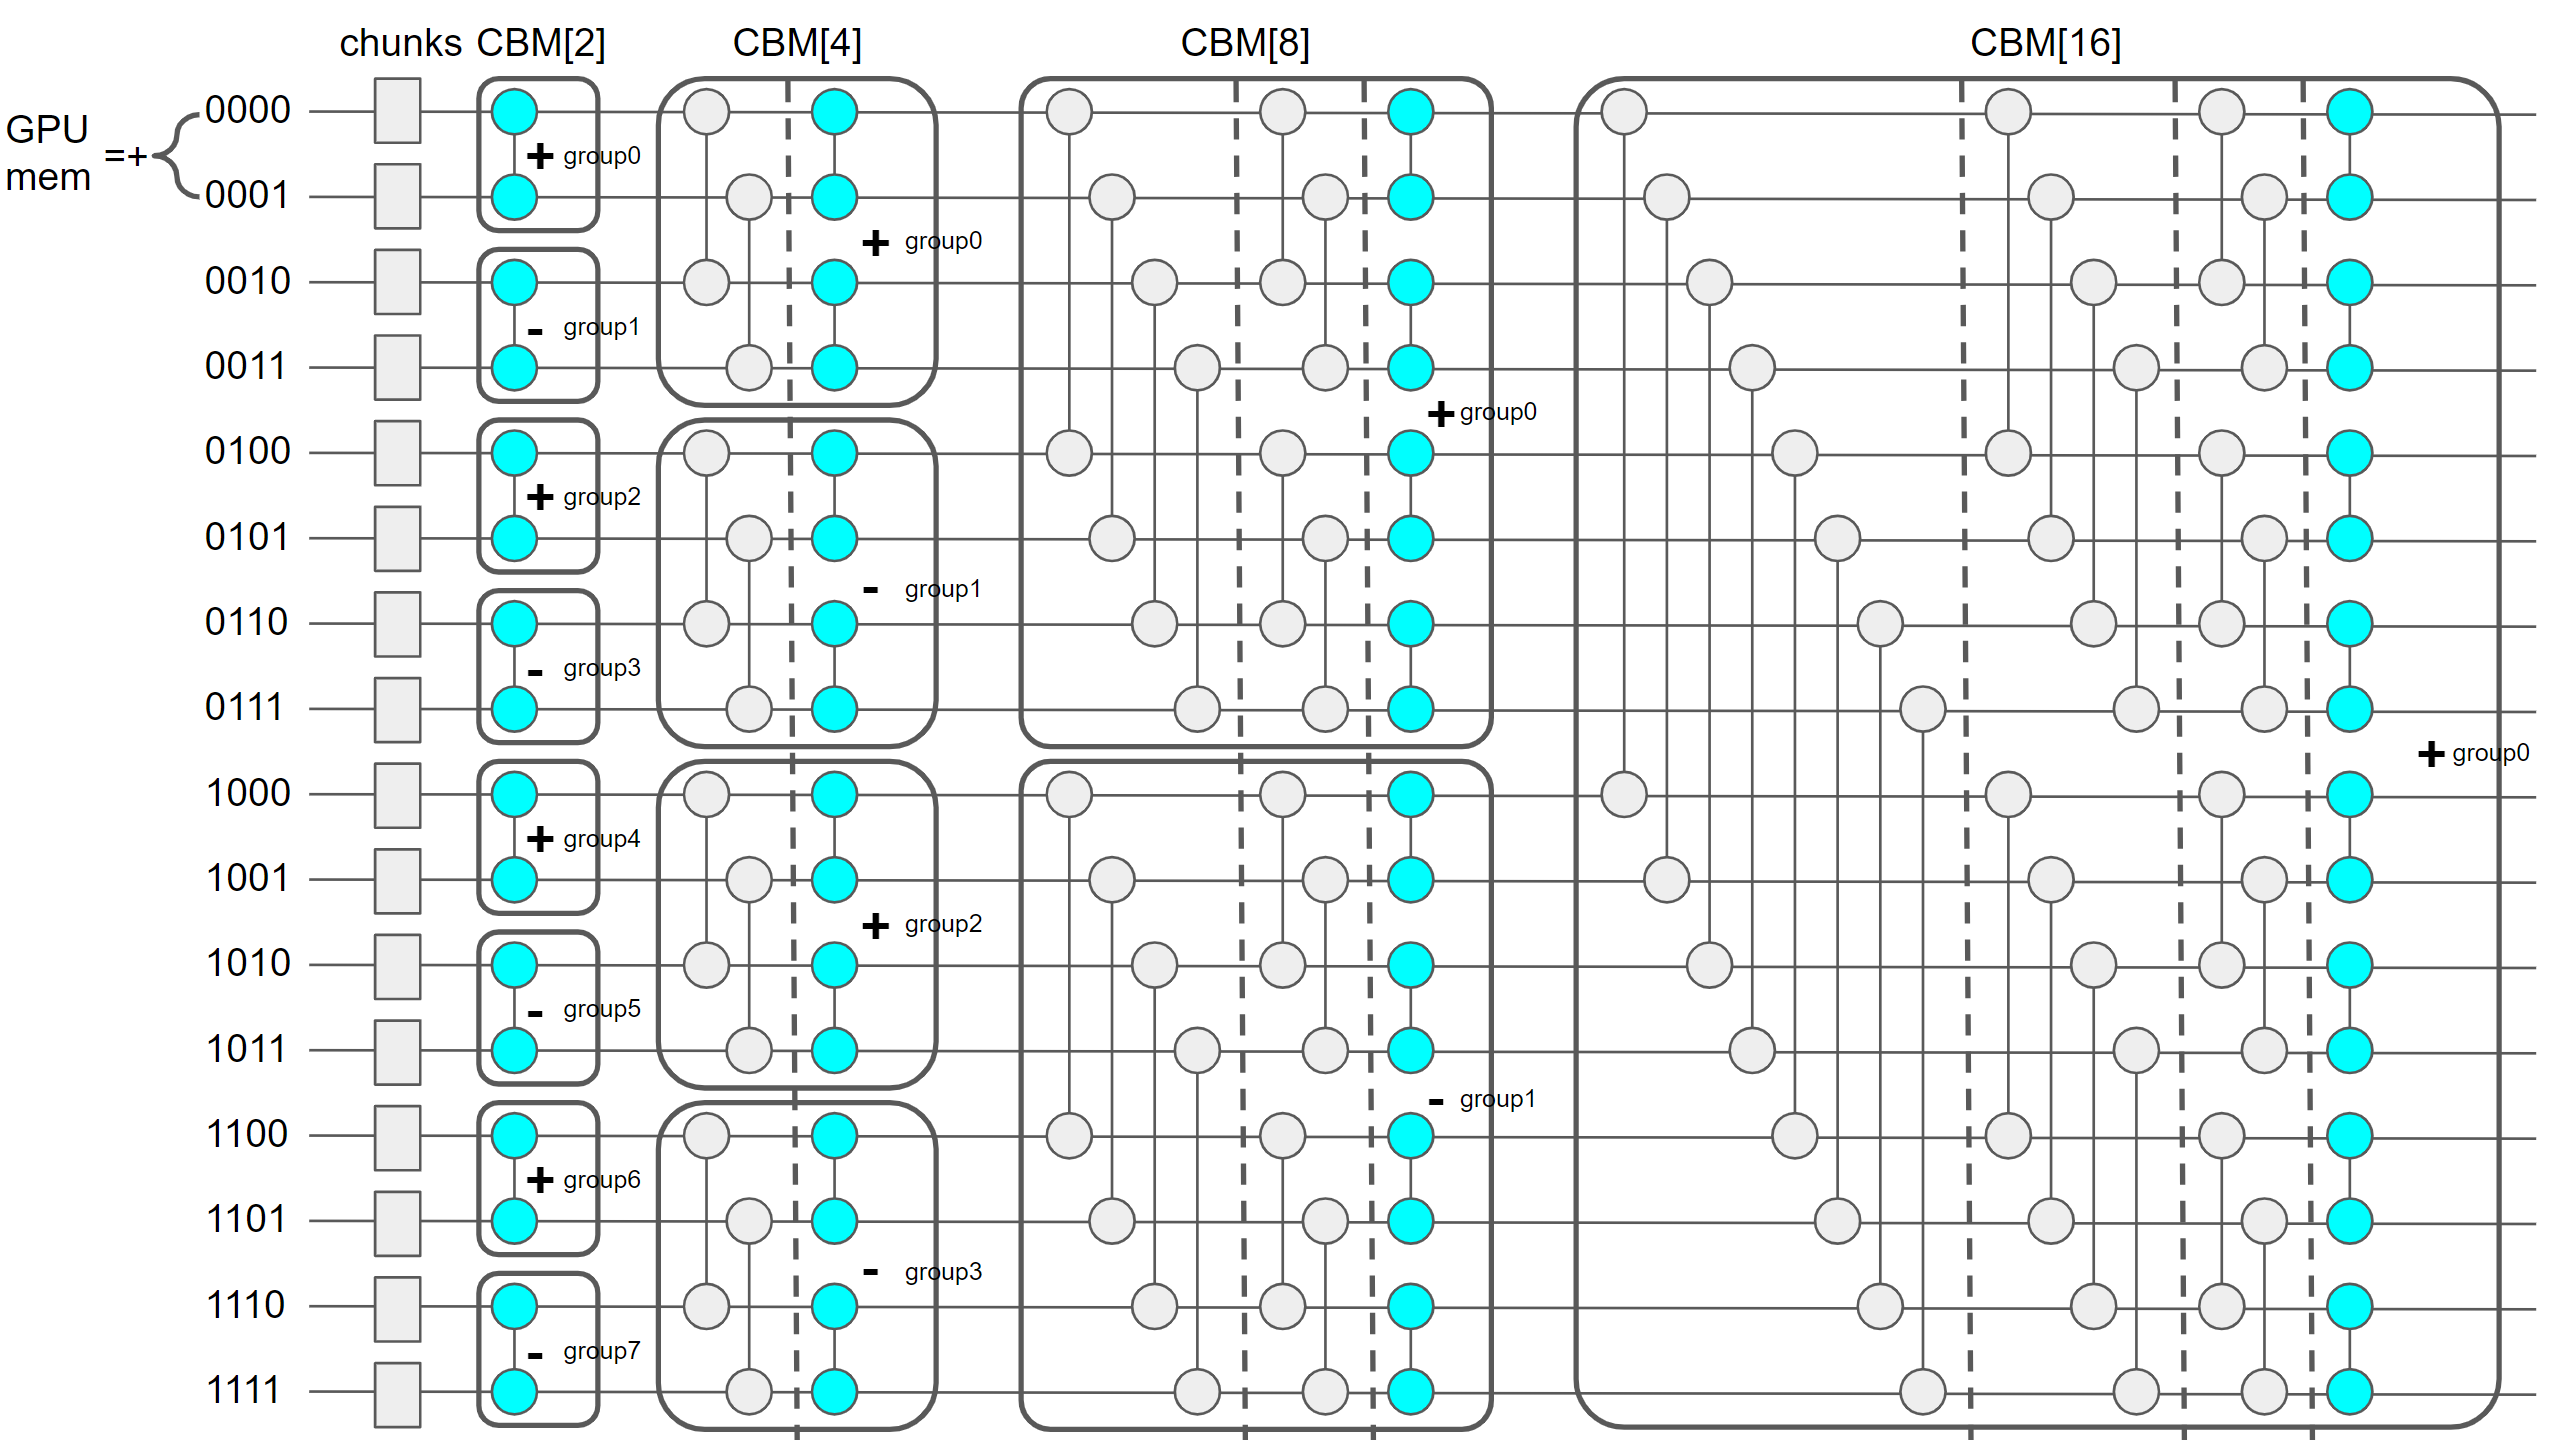 chunks CBM[2] CBM[4] CBM[8] CBM[16]
GPU
mem
=+
0000
+ group0
0001
+ group0
0010
- group1
0011
+ group0
0100
+ group2
0101
- group1
0110
- group3
0111
+ group0
1000
+ group4
1001
+ group2
1010
- group5
1011
- group1
1100
+ group6
1101
- group3
1110
- group7
1111